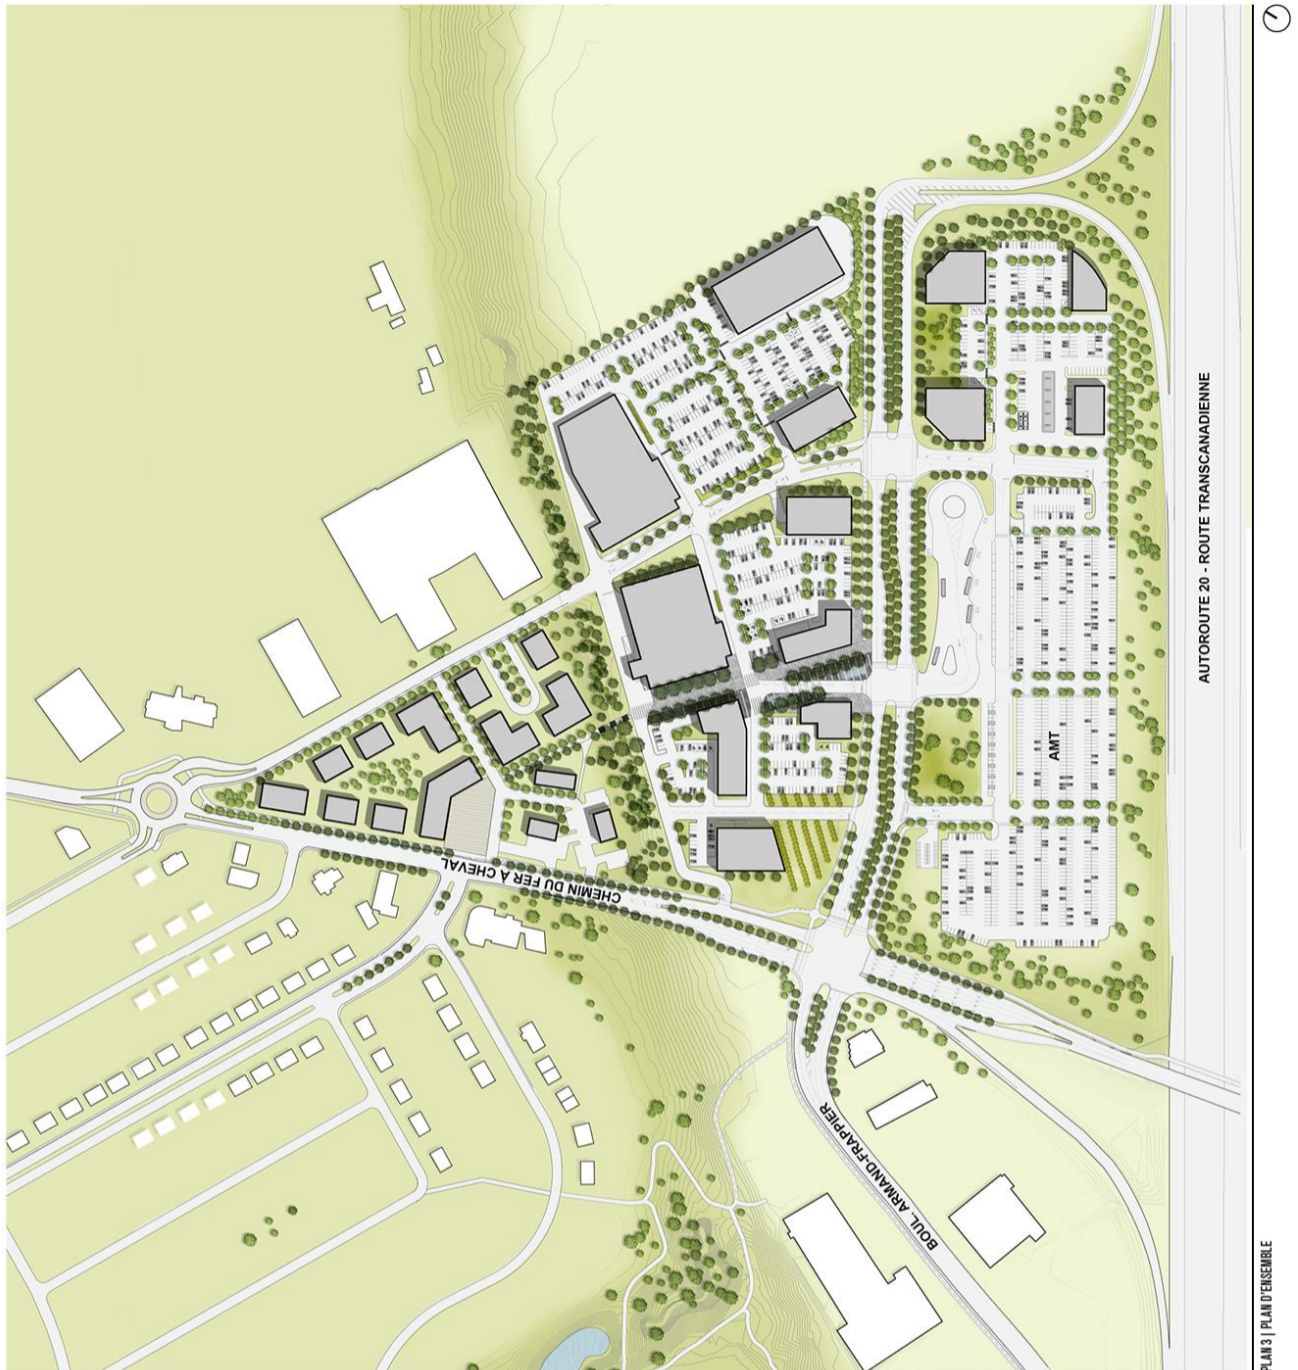 AUTOROUTE 20 - ROUTE TRANSCANADIENNE
AMT
CHEMIN DU FER À CHEVAL
BOUL. ARMAND-FRAPPIER
PLAN 3 | PLAN D'ENSEMBLE